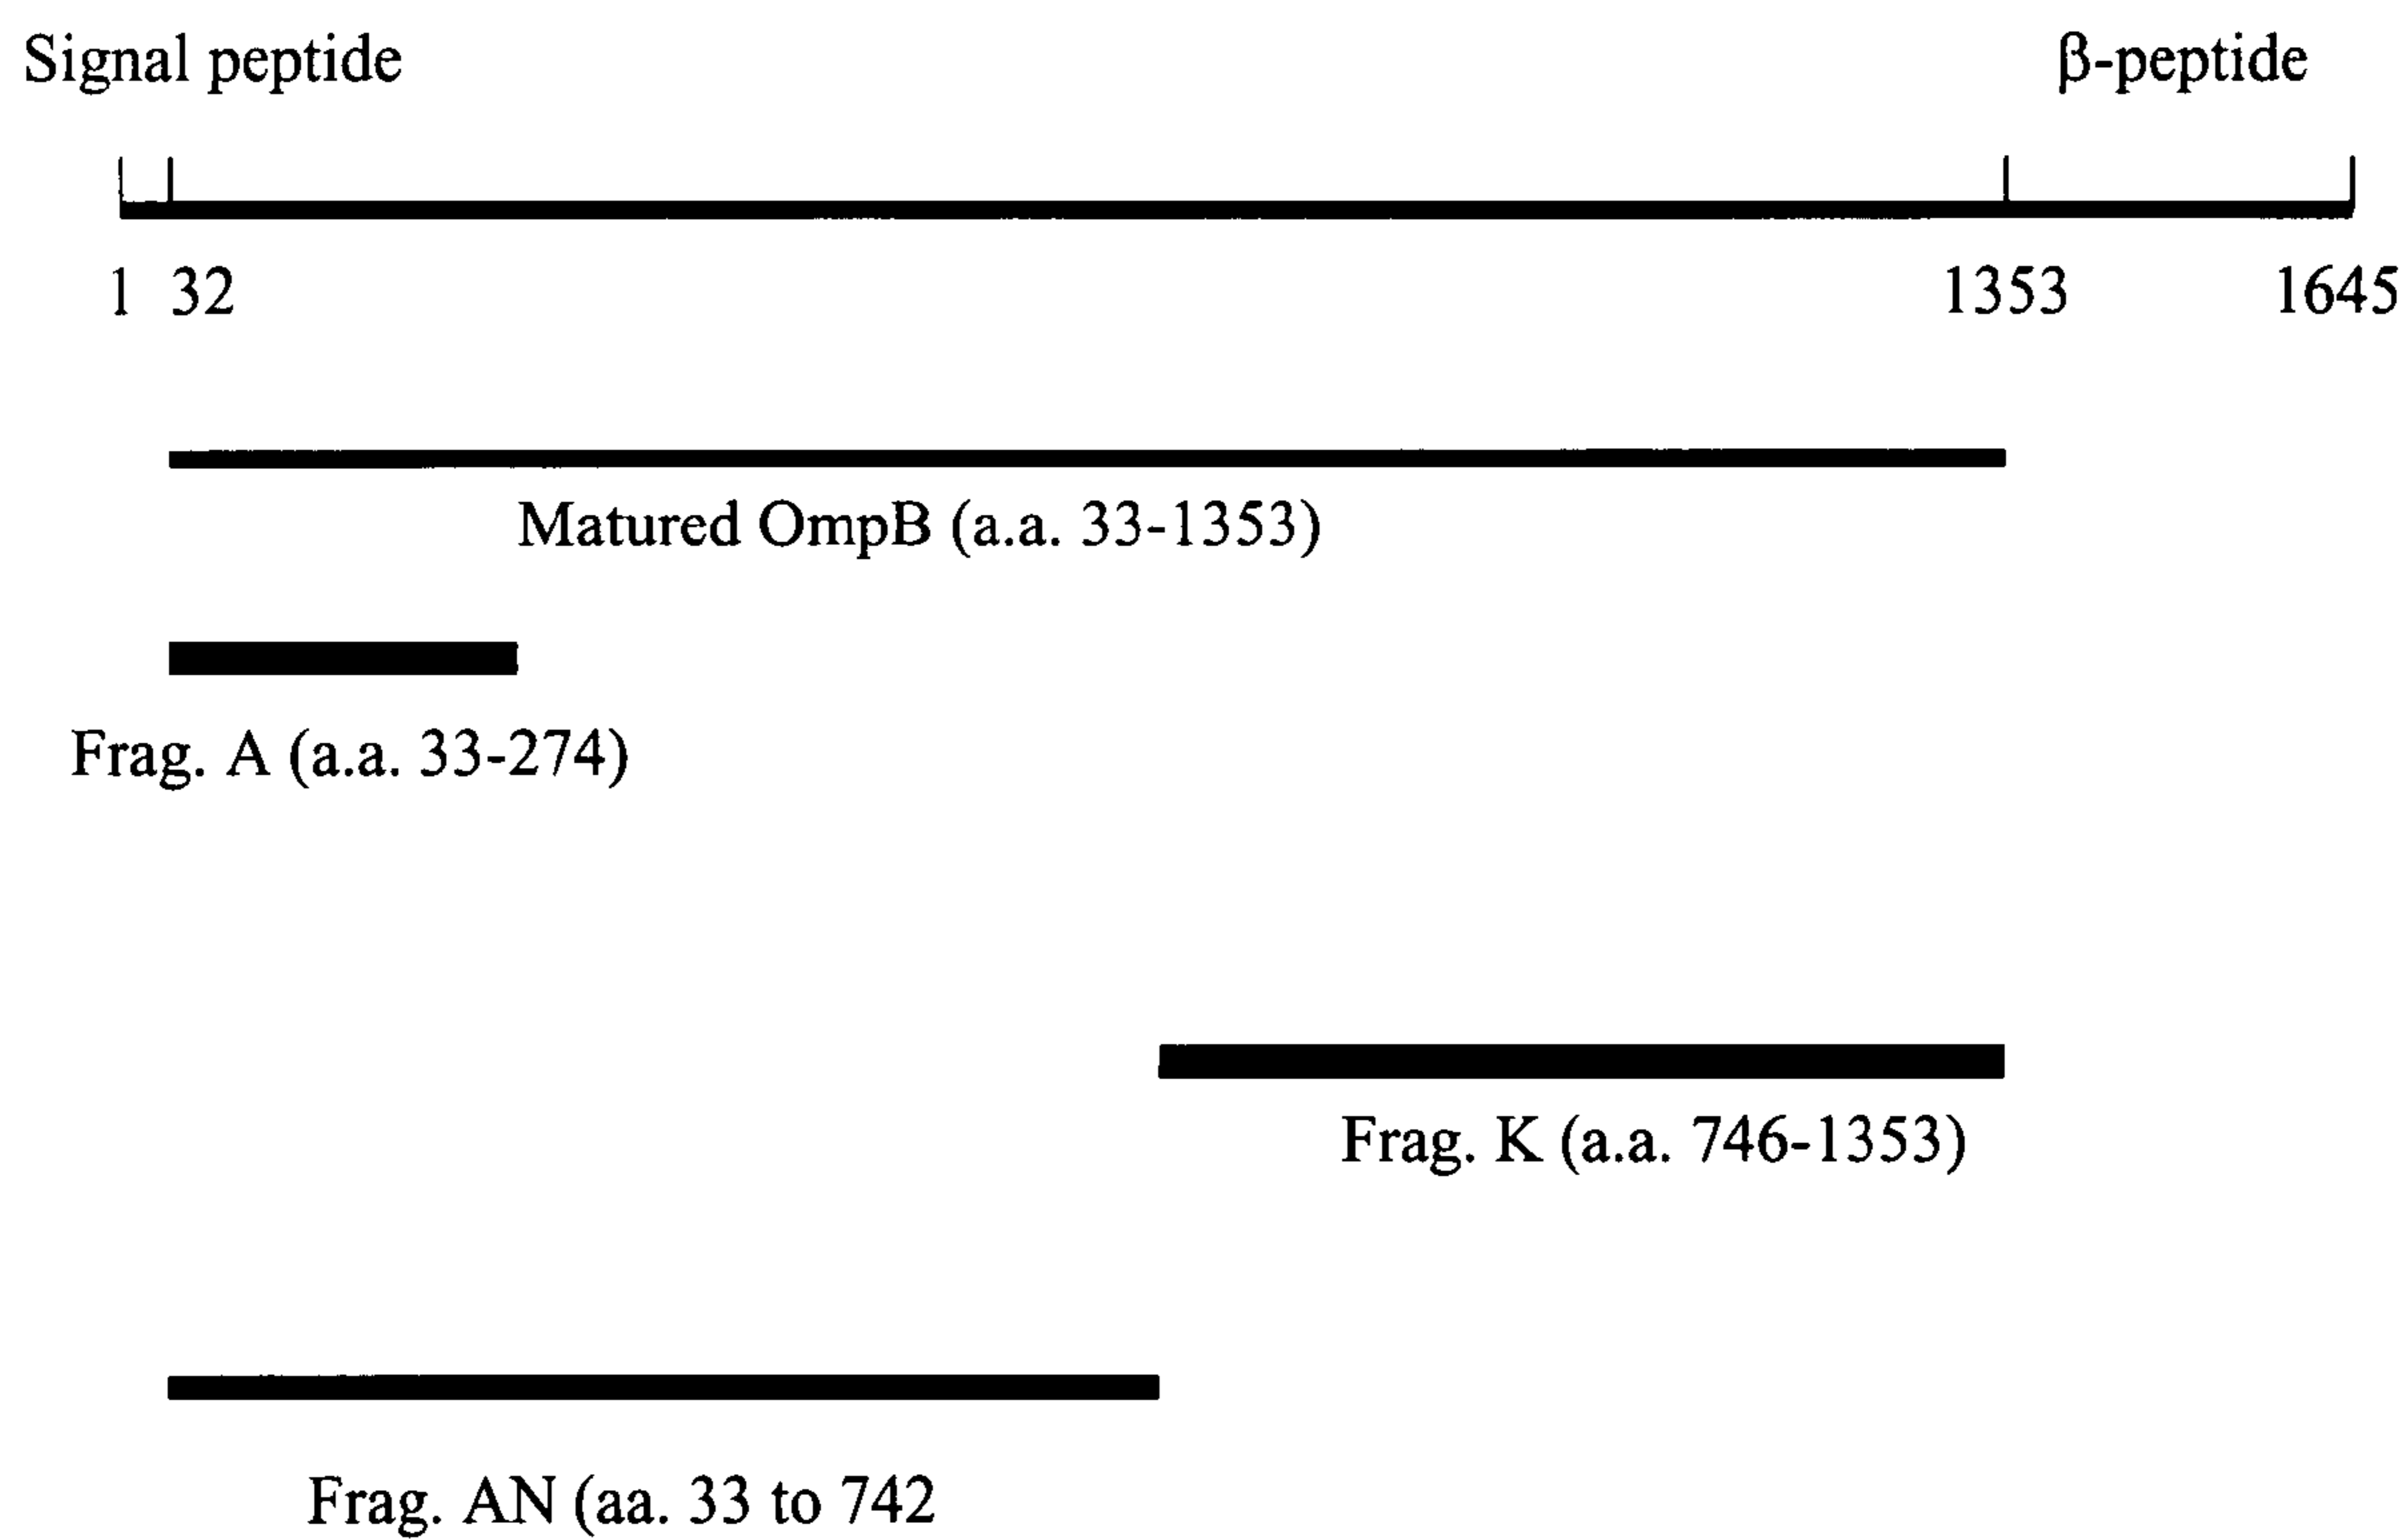 Signal peptide β-peptide
1 32 1353 1645
Matured OmpB (a.a. 33-1353)
Frag. A (a.a. 33-274)
Frag. K (a.a. 746-1353)
Frag. AN (aa. 33 to 742